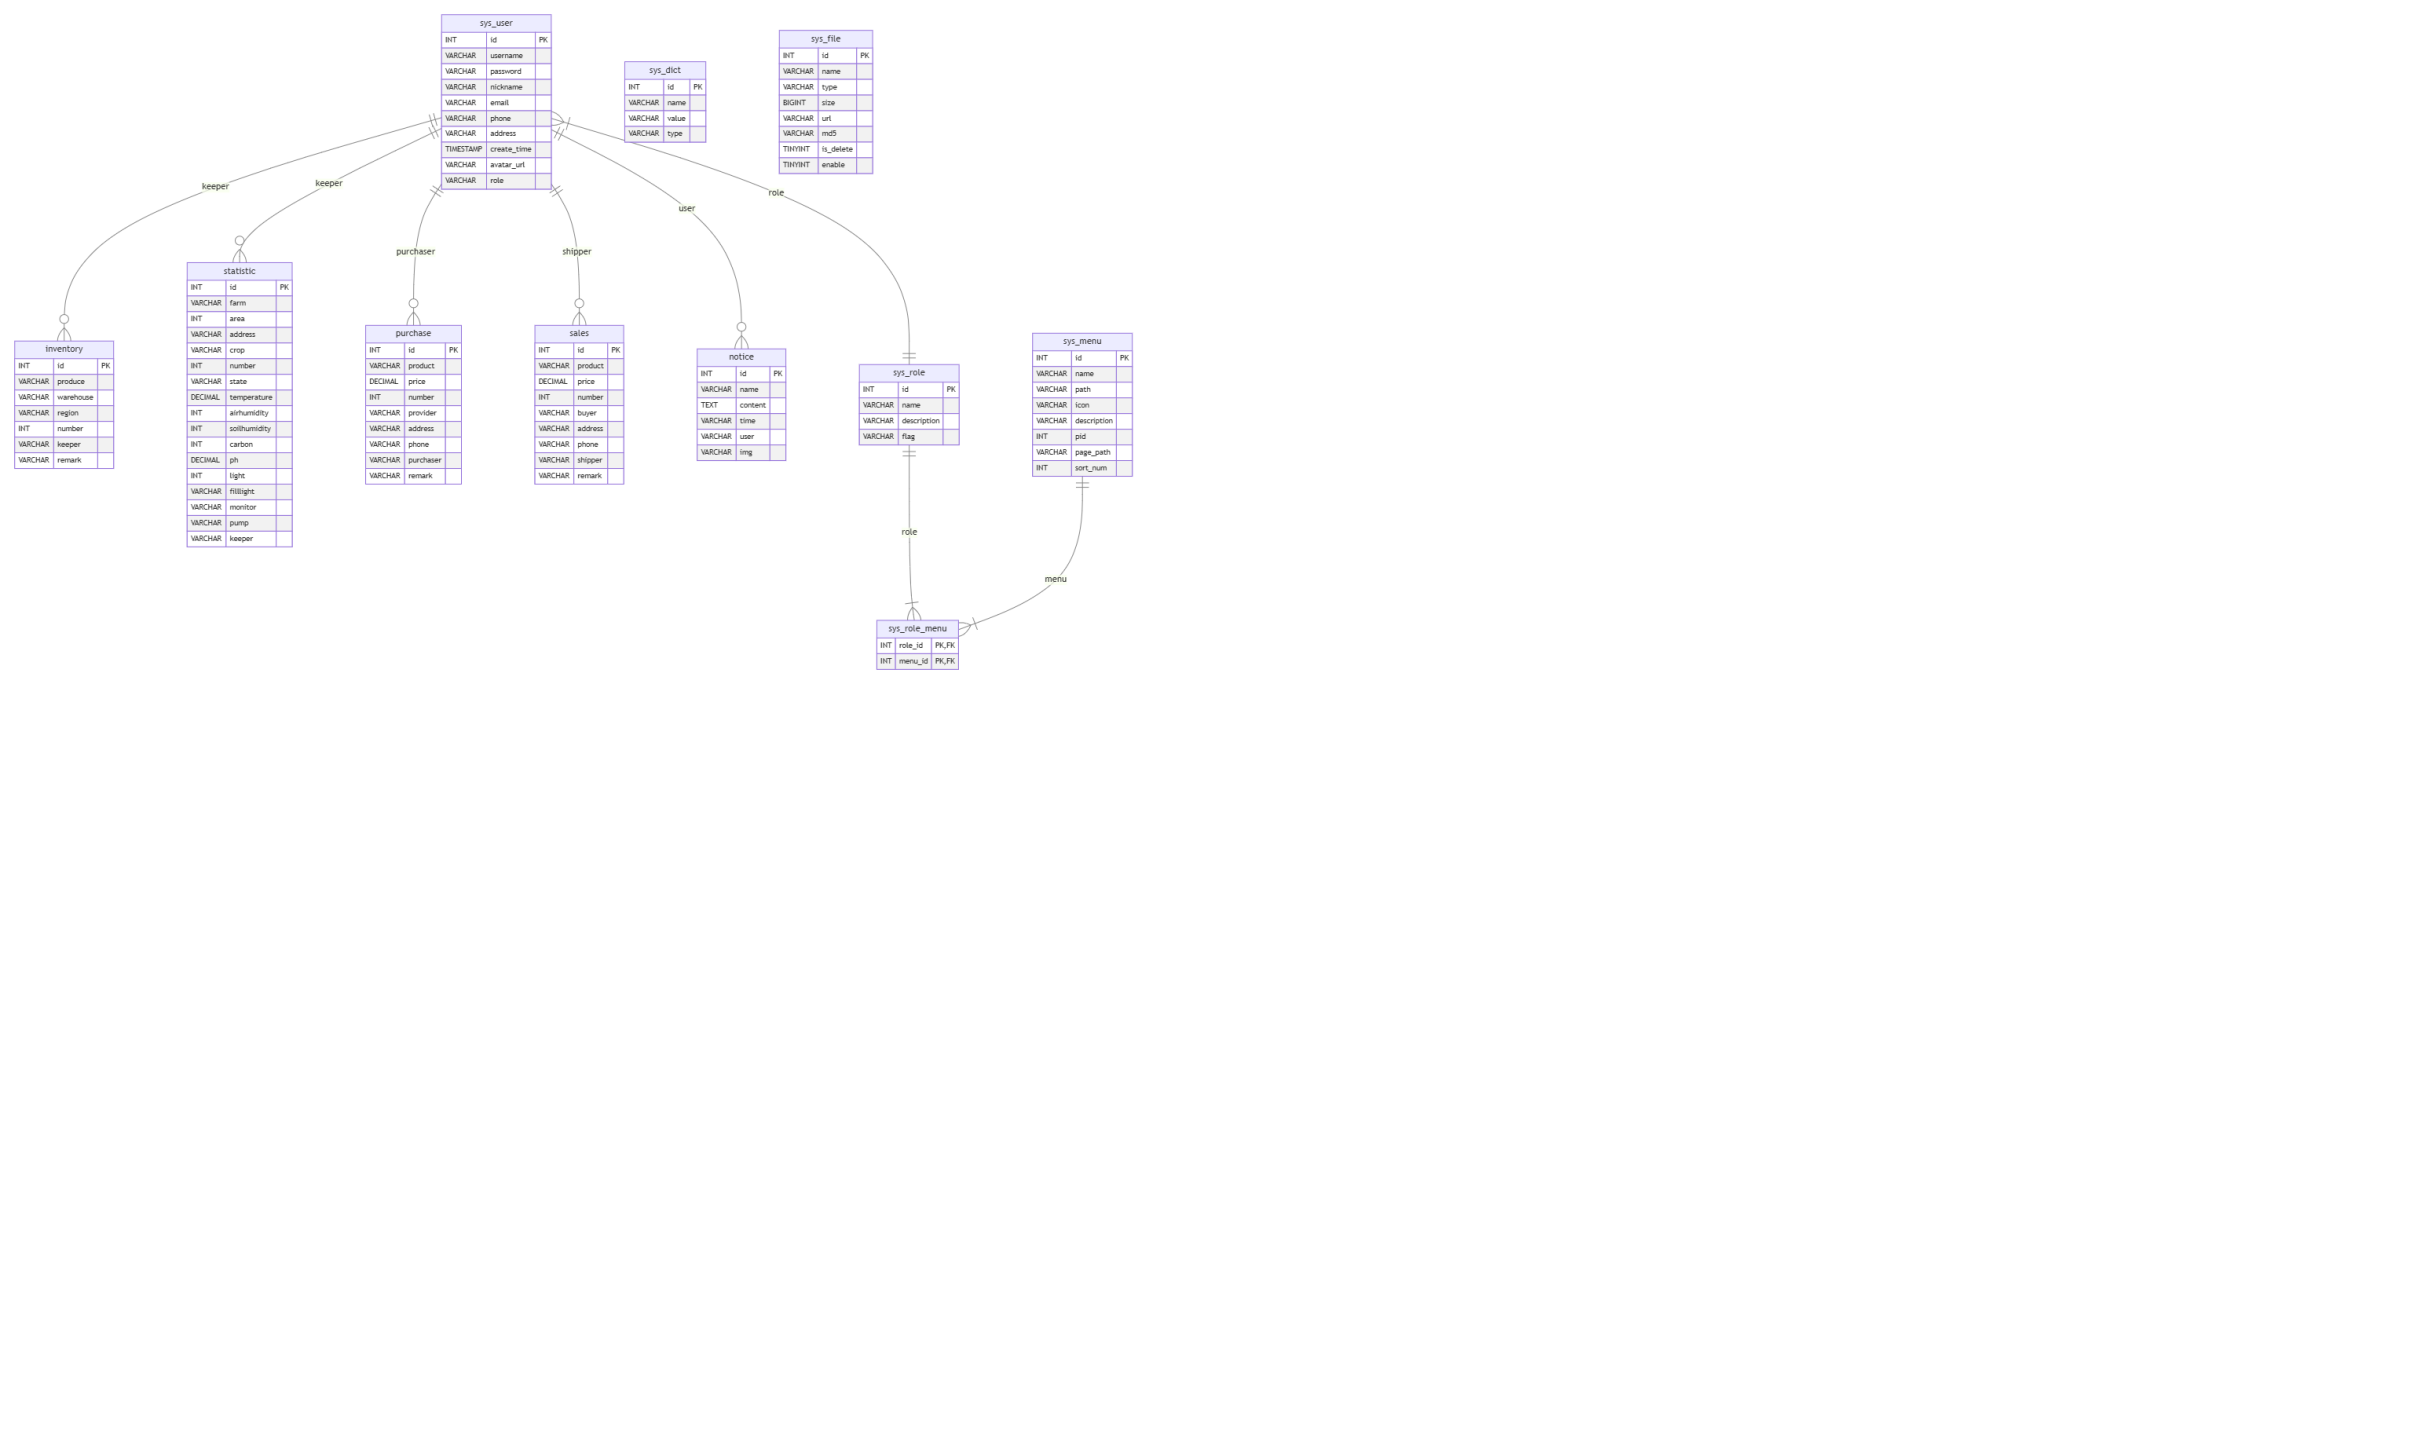 sys_user
INT id PK
VARCHAR username
VARCHAR password
VARCHAR nickname
VARCHAR email
VARCHAR phone
VARCHAR address
TIMESTAMP create_time
VARCHAR avatar_url
VARCHAR role
sys_dict
INT id PK
VARCHAR name
VARCHAR value
VARCHAR type
sys_file
INT id PK
VARCHAR name
VARCHAR type
BIGINT size
VARCHAR url
VARCHAR md5
TINYINT is_delete
TINYINT enable
keeper
keeper
purchaser
shipper
user
role
inventory
INT id PK
VARCHAR produce
VARCHAR warehouse
VARCHAR region
INT number
VARCHAR keeper
VARCHAR remark
statistic
INT id PK
VARCHAR farm
INT area
VARCHAR address
VARCHAR crop
INT number
VARCHAR state
DECIMAL temperature
INT airhumidity
INT soilhumidity
INT carbon
DECIMAL ph
INT light
VARCHAR filllight
VARCHAR monitor
VARCHAR pump
VARCHAR keeper
purchase
INT id PK
VARCHAR product
DECIMAL price
INT number
VARCHAR provider
VARCHAR address
VARCHAR phone
VARCHAR purchaser
VARCHAR remark
sales
INT id PK
VARCHAR product
DECIMAL price
INT number
VARCHAR buyer
VARCHAR address
VARCHAR phone
VARCHAR shipper
VARCHAR remark
notice
INT id PK
VARCHAR name
TEXT content
VARCHAR time
VARCHAR user
VARCHAR img
sys_role
INT id PK
VARCHAR name
VARCHAR description
VARCHAR flag
sys_menu
INT id PK
VARCHAR name
VARCHAR path
VARCHAR icon
VARCHAR description
INT pid
VARCHAR page_path
INT sort_num
role
menu
sys_role_menu
INT role_id PK,FK
INT menu_id PK,FK